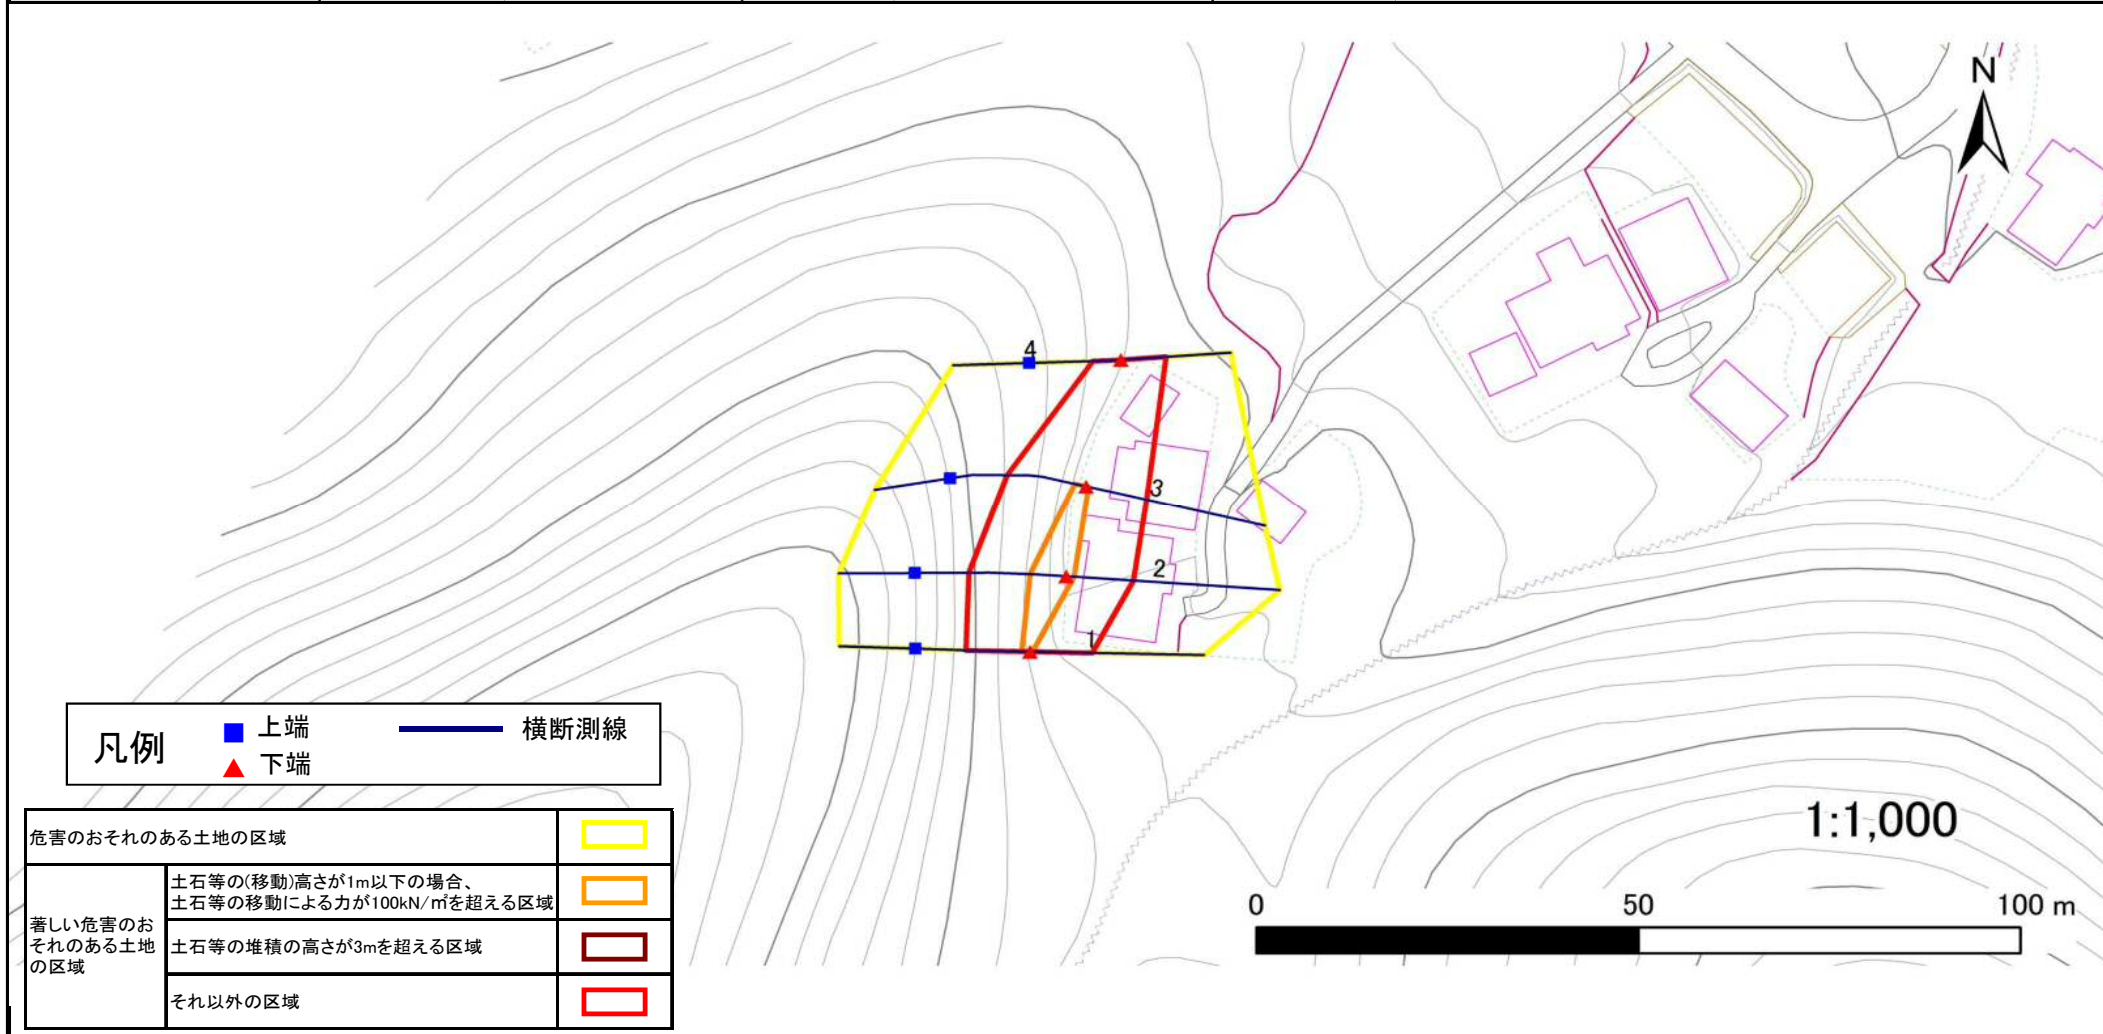 N
4
3
2
1
凡例
上端
横断測線
下端
危害のおそれのある土地の区域
著しい危害のお
それのある土地
の区域
土石等の(移動)高さが1m以下の場合、
土石等の移動による力が100kN/㎡を超える区域
土石等の堆積の高さが3mを超える区域
それ以外の区域
1:1,000
0 50 100 m